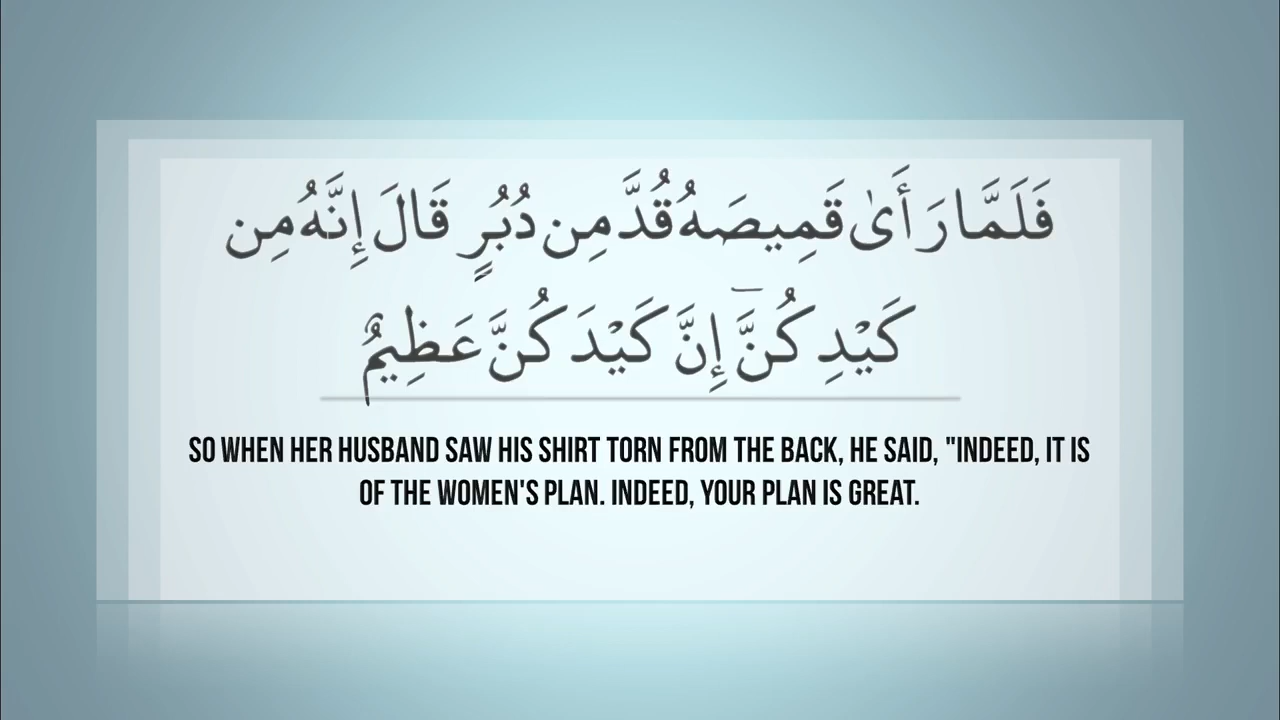 فَلَمَّا رَأَىٰ قَمِيصَهُ قُدَّ مِن دُبُرٍ قَالَ إِنَّهُ مِن
كَيْدِكُنَّ ۖ إِنَّ كَيْدَكُنَّ عَظِيمٌ
SO WHEN HER HUSBAND SAW HIS SHIRT TORN FROM THE BACK, HE SAID, "INDEED, IT IS
OF THE WOMEN'S PLAN. INDEED, YOUR PLAN IS GREAT.